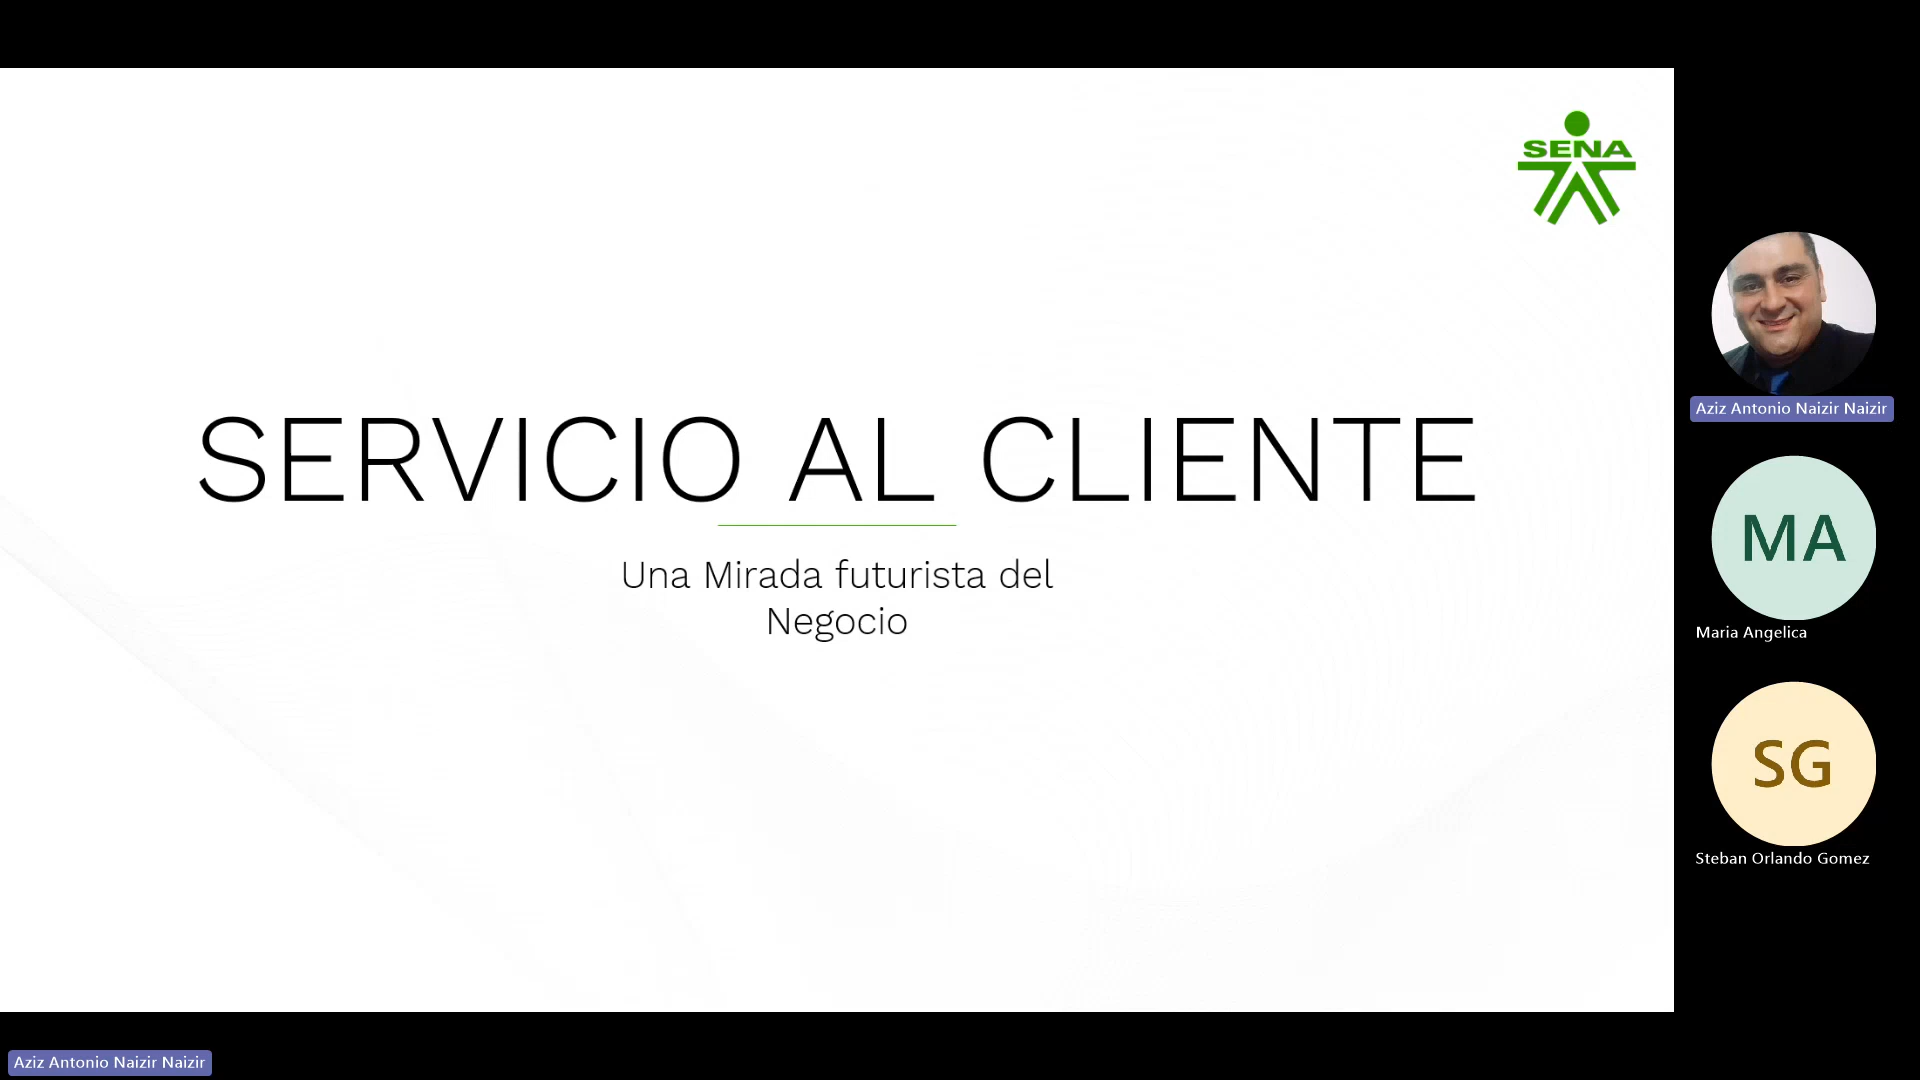 SENA
SERVICIO AL CLIENTE
Una Mirada futurista del
Negocio
Aziz Antonio Naizir Naizir
MA
Maria Angelica
SG
Steban Orlando Gomez
Aziz Antonio Naizir Naizir